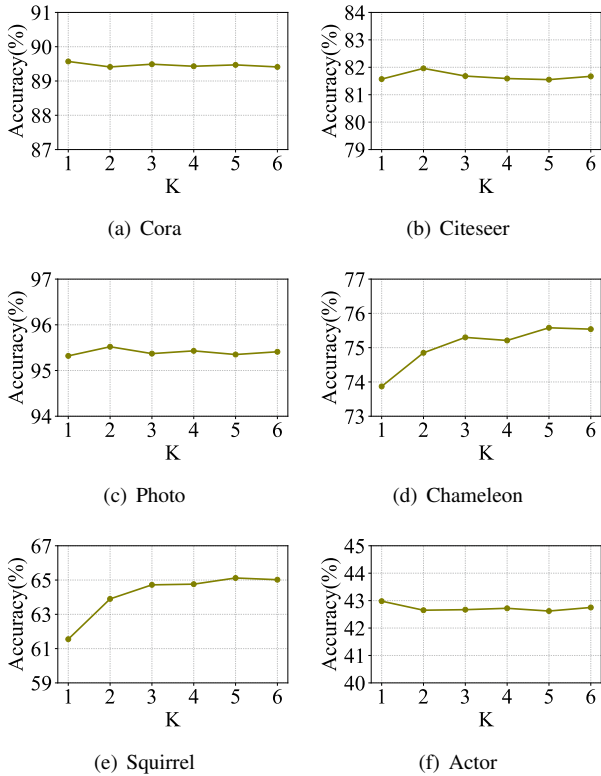 91
90
89
88
87
Accuracy(%)
1 2 3 4 5 6
K
(a) Cora
84
83
82
81
80
79
Accuracy(%)
1 2 3 4 5 6
K
(b) Citeseer
97
96
95
94
Accuracy(%)
1 2 3 4 5 6
K
(c) Photo
77
76
75
74
73
Accuracy(%)
1 2 3 4 5 6
K
(d) Chameleon
67
65
63
61
59
Accuracy(%)
1 2 3 4 5 6
K
(e) Squirrel
45
44
43
42
41
40
Accuracy(%)
1 2 3 4 5 6
K
(f) Actor